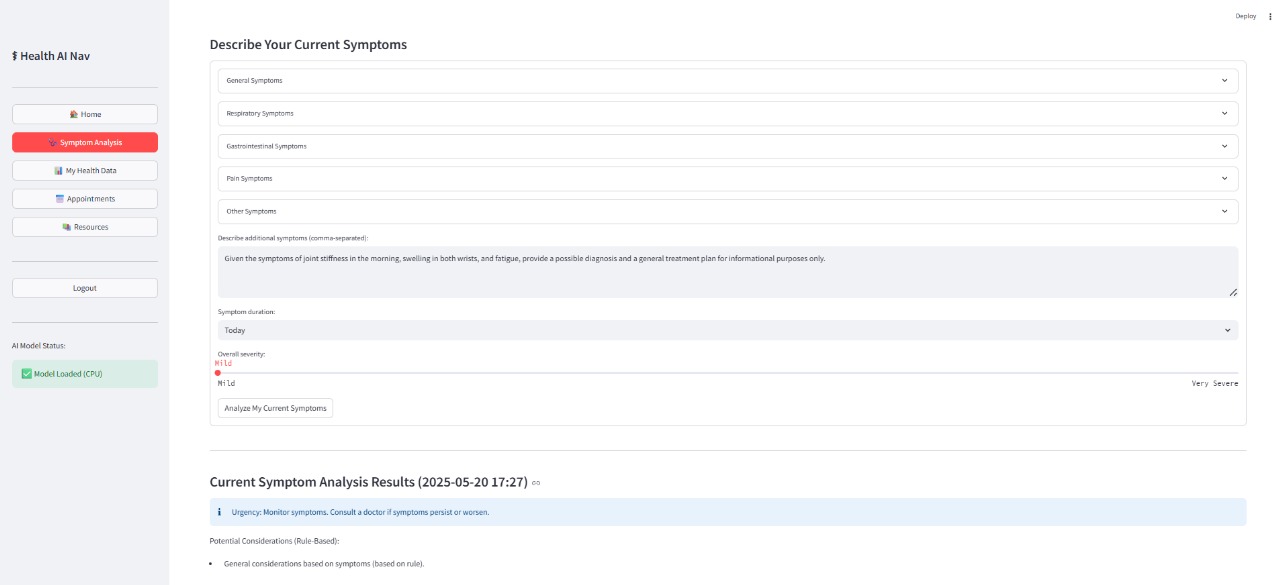 Deploy
Health AI Nav
Home
Symptom Analysis
My Health Data
Appointments
Resources
Logout
AI Model Status:
Model Loaded (CPU)
Describe Your Current Symptoms
General Symptoms
Respiratory Symptoms
Gastrointestinal Symptoms
Pain Symptoms
Other Symptoms
Describe additional symptoms (comma-separated):
Given the symptoms of joint stiffness in the morning, swelling in both wrists, and fatigue, provide a possible diagnosis and a general treatment plan for informational purposes only.
Symptom duration:
Today
Overall severity:
Mild
Mild Very Severe
Analyze My Current Symptoms
Current Symptom Analysis Results (2025-05-20 17:27)
Urgency: Monitor symptoms. Consult a doctor if symptoms persist or worsen.
Potential Considerations (Rule-Based):
• General considerations based on symptoms (based on rule).